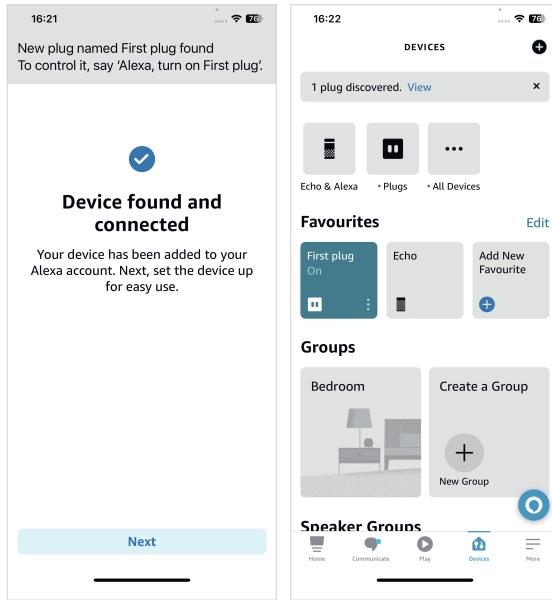 16:21
76
New plug named First plug found
To control it, say ‘Alexa, turn on First plug’.
Device found and
connected
Your device has been added to your
Alexa account. Next, set the device up
for easy use.
Next
16:22
76
DEVICES
1 plug discovered. View
Echo & Alexa
• Plugs
• All Devices
Favourites
Edit
First plug
On
Echo
Add New
Favourite
Groups
Bedroom
Create a Group
New Group
Speaker Groups
Home
Communicate
Play
Devices
More